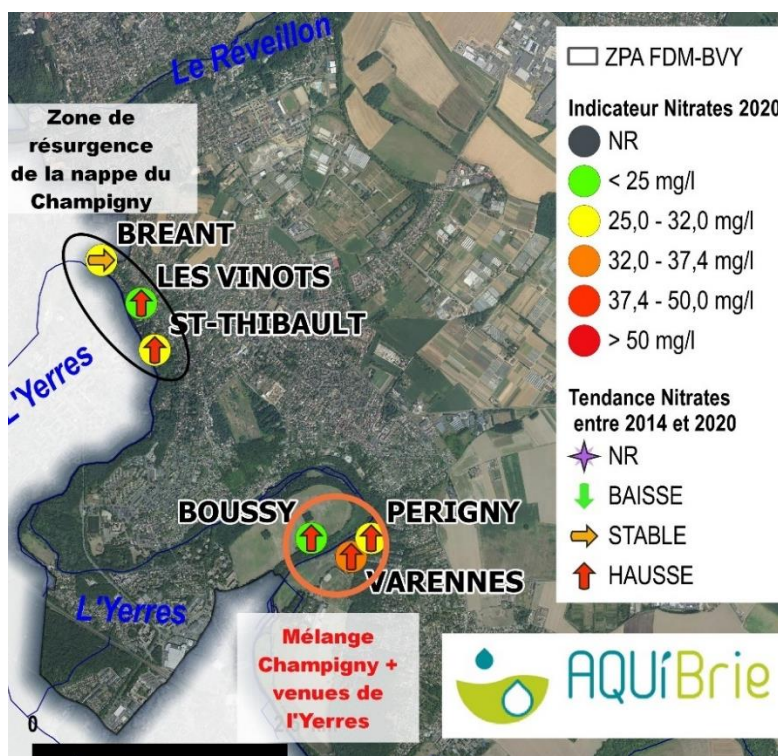 Le Réveillon
Zone de
résurgence
de la nappe du
Champigny
BREANT
LES VINOTS
ST-THIBAULT
L'Yerres
BOUSSY
PERIGNY
VARENNES
L'Yerres
Mélange
Champigny +
venues de
l'Yerres
0
ZPA FDM-BVY
Indicateur Nitrates 2020
NR
< 25 mg/l
25,0 - 32,0 mg/l
32,0 - 37,4 mg/l
37,4 - 50,0 mg/l
> 50 mg/l
Tendance Nitrates
entre 2014 et 2020
NR
BAISSE
STABLE
HAUSSE
AQUiBrie